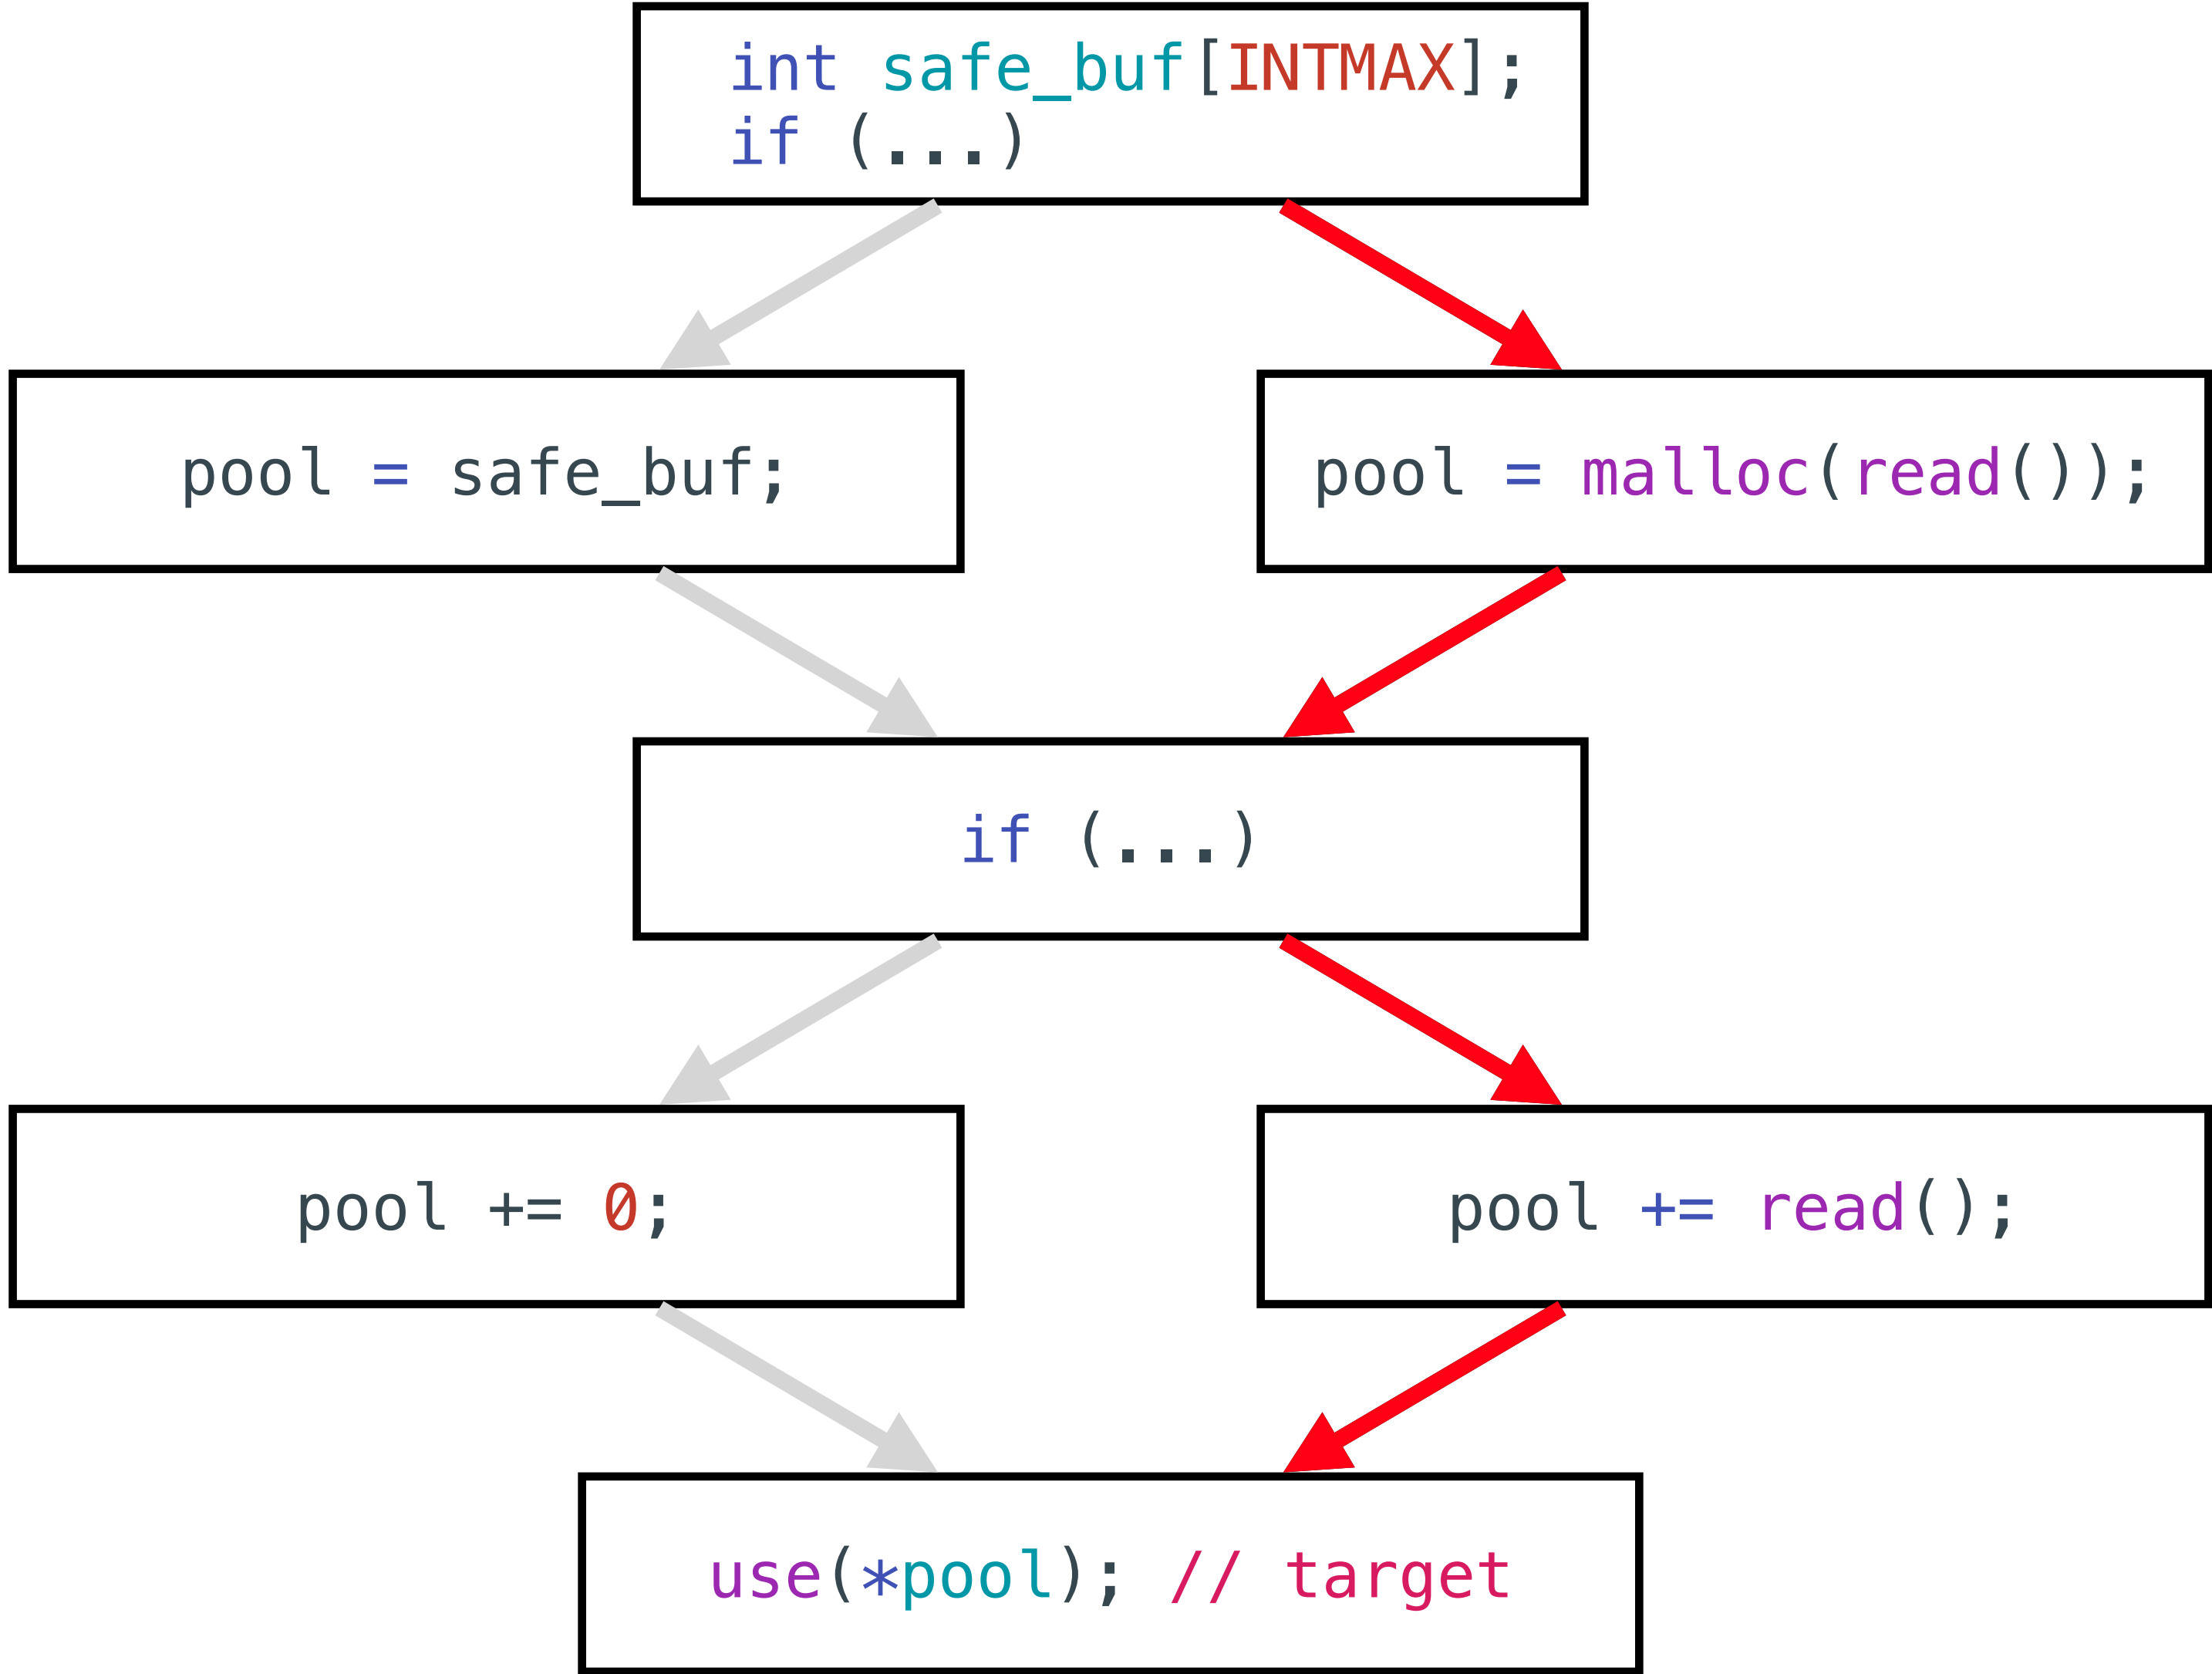 int safe_buf[INTMAX];
if (...)
pool = safe_buf;
pool = malloc(read());
if (...)
pool += 0;
pool += read();
use(*pool); // target